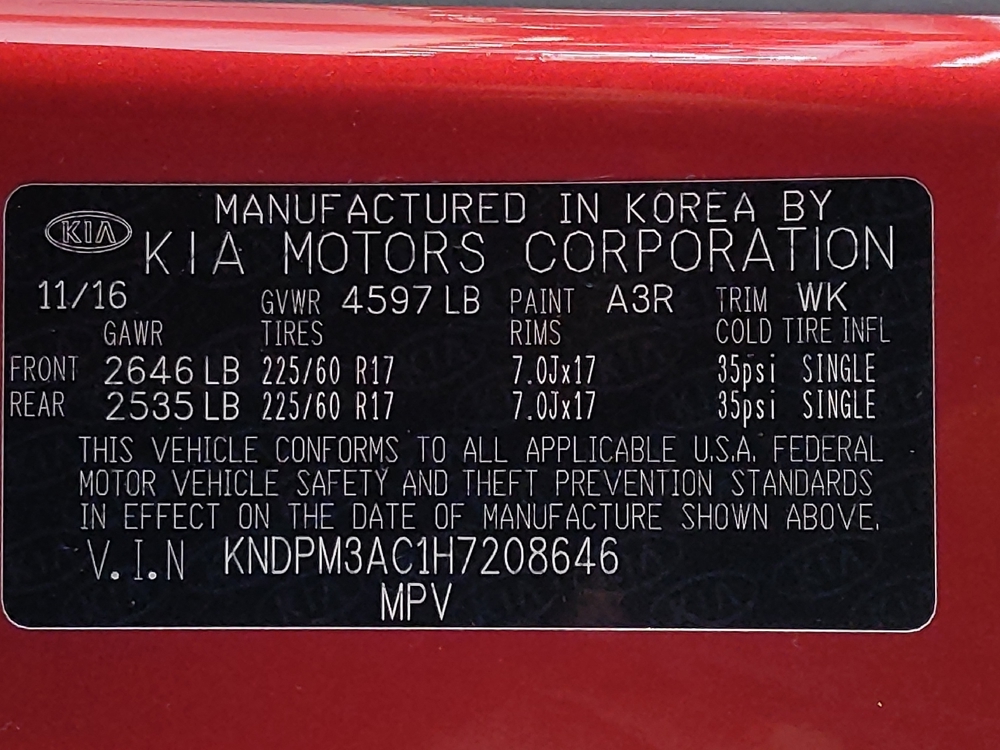 MANUFACTURED IN KOREA BY
KIA KIA MOTORS CORPORATION
11/16 GVWR 4597 LB PAINT A3R TRIM WK
GAWR TIRES RIMS COLD TIRE INFL
FRONT 2646 LB 225/60 R17 7.0Jx17 35psi SINGLE
REAR 2535 LB 225/60 R17 7.0Jx17 35psi SINGLE
THIS VEHICLE CONFORMS TO ALL APPLICABLE U.S.A. FEDERAL
MOTOR VEHICLE SAFETY AND THEFT PREVENTION STANDARDS
IN EFFECT ON THE DATE OF MANUFACTURE SHOWN ABOVE.
V.I.N KNDPM3AC1H7208646
MPV